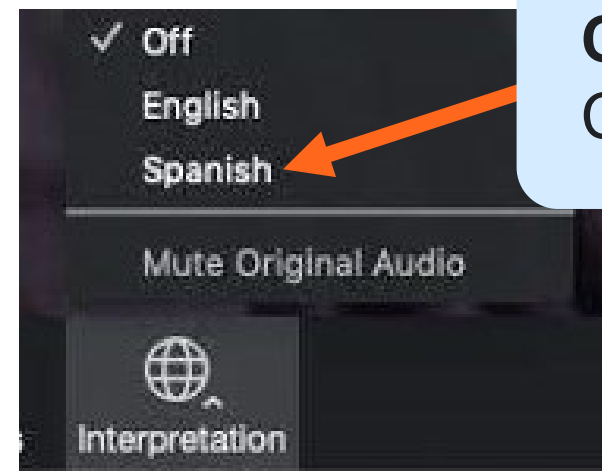 Off
English
Spanish
Mute Original Audio
Interpretation